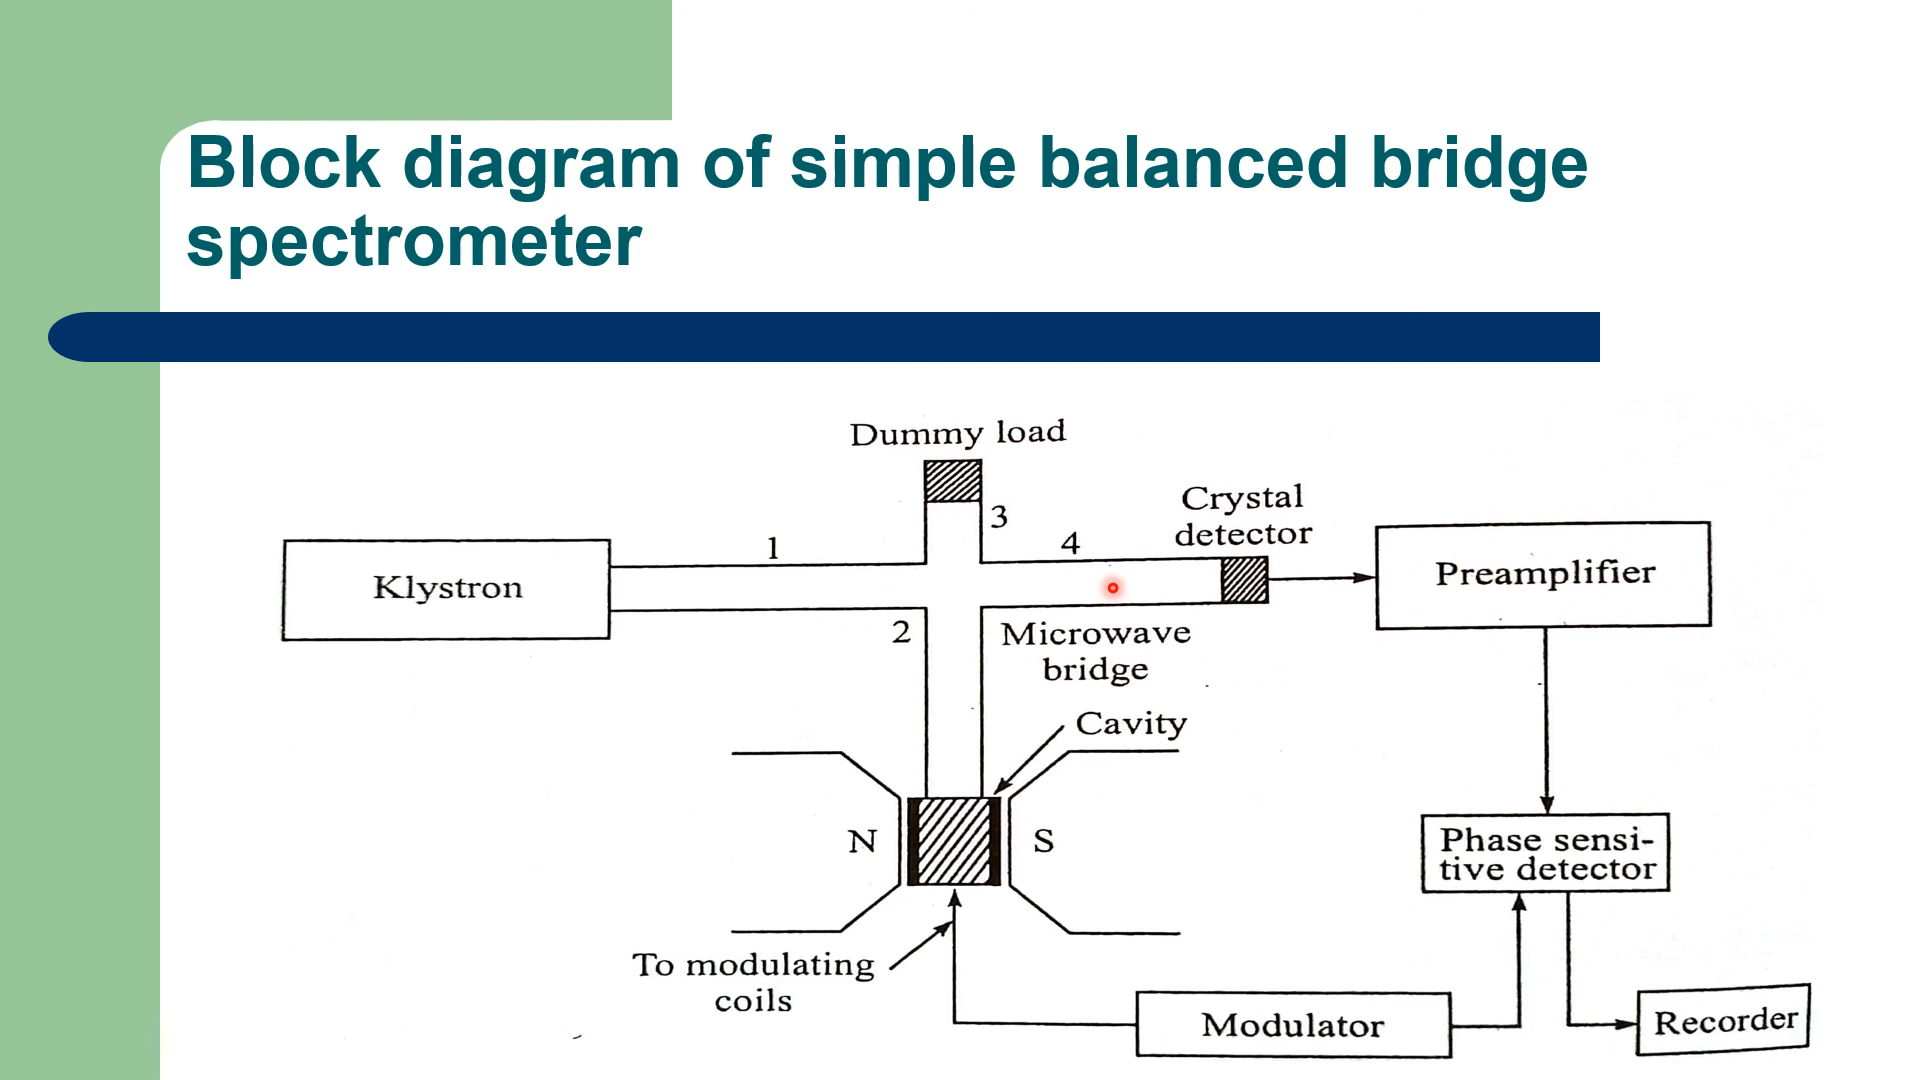 Block diagram of simple balanced bridge
spectrometer
Dummy load
3
Crystal
detector
4
1
Klystron
Preamplifier
2
Microwave
bridge
Cavity
N
S
Phase sensi-
tive detector
To modulating
coils
Modulator
Recorder